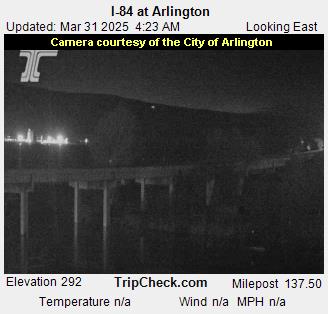 I-84 at Arlington
Updated: Mar 31 2025 4:23 AM Looking East
Camera courtesy of the City of Arlington
Elevation 292 TripCheck.com Milepost 137.50
Temperature n/a Wind n/a MPH n/a